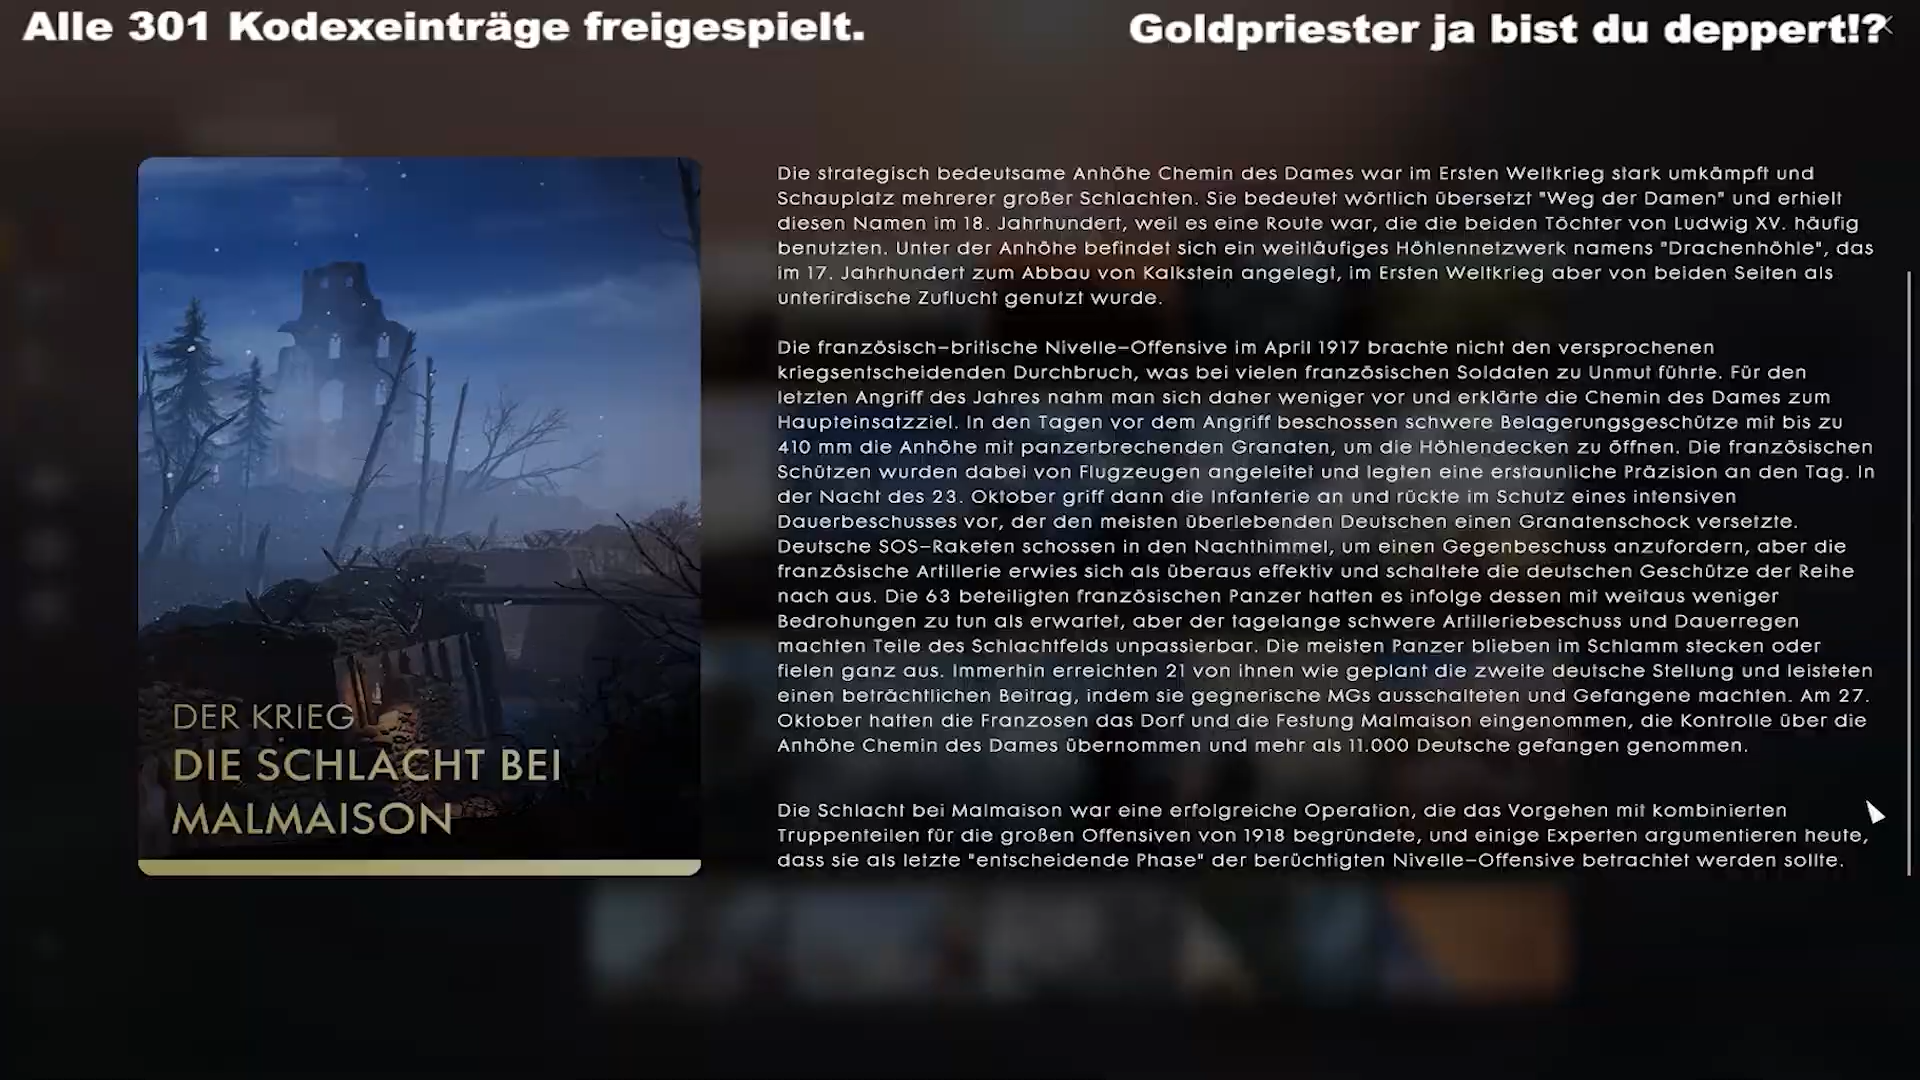 Alle 301 Kodexeinträge freigespielt.
Goldpriester ja bist du deppert!?
Die strategisch bedeutsame Anhöhe Chemin des Dames war im Ersten Weltkrieg stark umkämpft und
Schauplatz mehrerer großer Schlachten. Sie bedeutet wörtlich übersetzt "Weg der Damen" und erhielt
diesen Namen im 18. Jahrhundert, weil es eine Route war, die die beiden Töchter von Ludwig XV. häufig
benutzten. Unter der Anhöhe befindet sich ein weitläufiges Höhlennetzwerk namens "Drachenhöhle", das
im 17. Jahrhundert zum Abbau von Kalkstein angelegt, im Ersten Weltkrieg aber von beiden Seiten als
unterirdische Zuflucht genutzt wurde.
Die französisch-britische Nivelle-Offensive im April 1917 brachte nicht den versprochenen
kriegsentscheidenden Durchbruch, was bei vielen französischen Soldaten zu Unmut führte. Für den
letzten Angriff des Jahres nahm man sich daher weniger vor und erklärte die Chemin des Dames zum
Haupteinsatzziel. In den Tagen vor dem Angriff beschossen schwere Belagerungsgeschütze mit bis zu
410 mm die Anhöhe mit panzerbrechenden Granaten, um die Höhlendecken zu öffnen. Die französischen
Schützen wurden dabei von Flugzeugen angeleitet und legten eine erstaunliche Präzision an den Tag. In
der Nacht des 23. Oktober griff dann die Infanterie an und rückte im Schutz eines intensiven
Dauerbeschusses vor, der den meisten überlebenden Deutschen einen Granatenschock versetzte.
Deutsche SOS-Raketen schossen in den Nachthimmel, um einen Gegenbeschuss anzufordern, aber die
französische Artillerie erwies sich als überaus effektiv und schaltete die deutschen Geschütze der Reihe
nach aus. Die 63 beteiligten französischen Panzer hatten es infolge dessen mit weitaus weniger
Bedrohungen zu tun als erwartet, aber der tagelange schwere Artilleriebeschuss und Dauerregen
machten Teile des Schlachtfelds unpassierbar. Die meisten Panzer blieben im Schlamm stecken oder
fielen ganz aus. Immerhin erreichten 21 von ihnen wie geplant die zweite deutsche Stellung und leisteten
einen beträchtlichen Beitrag, indem sie gegnerische MGs ausschalteten und Gefangene machten. Am 27.
Oktober hatten die Franzosen das Dorf und die Festung Malmaison eingenommen, die Kontrolle über die
Anhöhe Chemin des Dames übernommen und mehr als 11.000 Deutsche gefangen genommen.
Die Schlacht bei Malmaison war eine erfolgreiche Operation, die das Vorgehen mit kombinierten
Truppenteilen für die großen Offensiven von 1918 begründete, und einige Experten argumentieren heute,
dass sie als letzte "entscheidende Phase" der berüchtigten Nivelle-Offensive betrachtet werden sollte.
DER KRIEG
DIE SCHLACHT BEI
MALMAISON